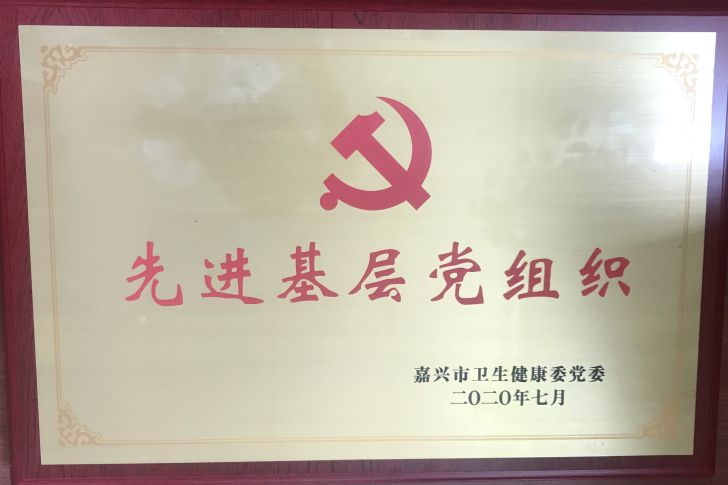 先进基层党组织
嘉兴市卫生健康委党委
二〇二〇年七月